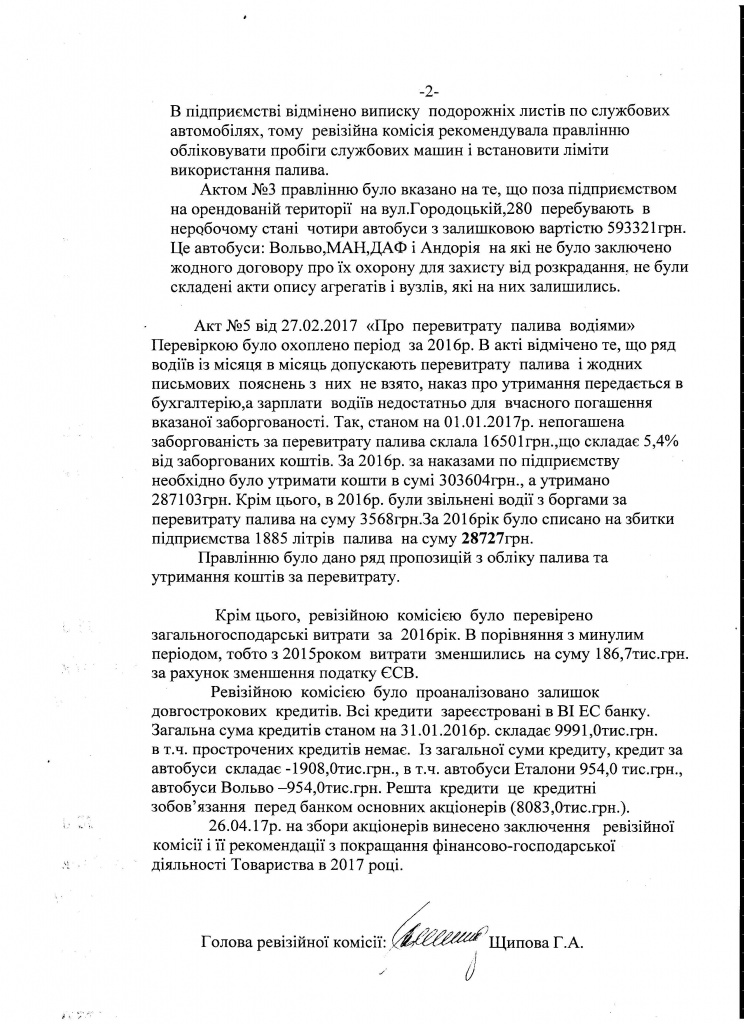 -2-
В підприємстві відмінено виписку подорожніх листів по службових
автомобілях, тому ревізійна комісія рекомендувала правлінню
обліковувати пробіги службових машин і встановити ліміти
використання палива.
Актом №3 правлінню було вказано на те, що поза підприємством
на орендованій території на вул.Городоцькій,280 перебувають в
неробочому стані чотири автобуси з залишковою вартістю 593321грн.
Це автобуси: Вольво,МАН,ДАФ і Андорія на які не було заключено
жодного договору про їх охорону для захисту від розкрадання, не були
складені акти опису агрегатів і вузлів, які на них залишились.
Акт №5 від 27.02.2017 «Про перевитрату палива водіями»
Перевіркою було охоплено період за 2016р. В акті відмічено те, що ряд
водіїв із місяця в місяць допускають перевитрату палива і жодних
письмових пояснень з них не взято, наказ про утримання передається в
бухгалтерію,а зарплати водіїв недостатньо для вчасного погашення
вказаної заборгованості. Так, станом на 01.01.2017р. непогашена
заборгованість за перевитрату палива склала 16501грн.,що складає 5,4%
від заборгованих коштів. За 2016р. за наказами по підприємству
необхідно було утримати кошти в сумі 303604грн., а утримано
287103грн. Крім цього, в 2016р. були звільнені водії з боргами за
перевитрату палива на суму 3568грн.За 2016рік було списано на збитки
підприємства 1885 літрів палива на суму 28727грн.
Правлінню було дано ряд пропозицій з обліку палива та
утримання коштів за перевитрату.
Крім цього, ревізійною комісією було перевірено
загальногосподарські витрати за 2016рік. В порівняння з минулим
періодом, тобто з 2015роком витрати зменшились на суму 186,7тис.грн.
за рахунок зменшення податку ЄСВ.
Ревізійною комісією було проаналізовано залишок
довгострокових кредитів. Всі кредити зареєстровані в ВІ ЕС банку.
Загальна сума кредитів станом на 31.01.2016р. складає 9991,0тис.грн.
в т.ч. прострочених кредитів немає. Із загальної суми кредиту, кредит за
автобуси складає -1908,0тис.грн., в т.ч. автобуси Еталони 954,0 тис.грн.,
автобуси Вольво –954,0тис.грн. Решта кредити це кредитні
зобов’язання перед банком основних акціонерів (8083,0тис.грн.).
26.04.17р. на збори акціонерів винесено заключення ревізійної
комісії і її рекомендації з покращання фінансово-господарської
діяльності Товариства в 2017 році.
Голова ревізійної комісії: Щипова Г.А.